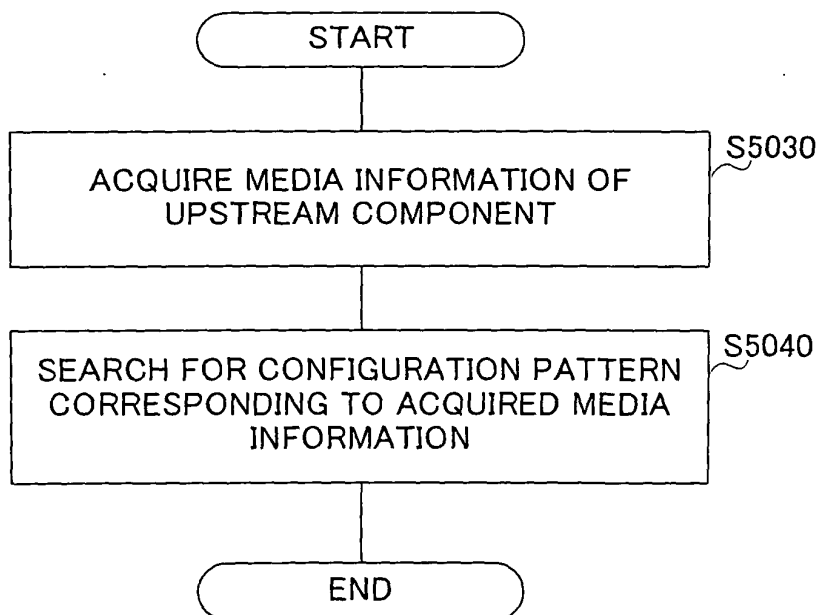 START
S5030
ACQUIRE MEDIA INFORMATION OF
UPSTREAM COMPONENT
S5040
SEARCH FOR CONFIGURATION PATTERN
CORRESPONDING TO ACQUIRED MEDIA
INFORMATION
END